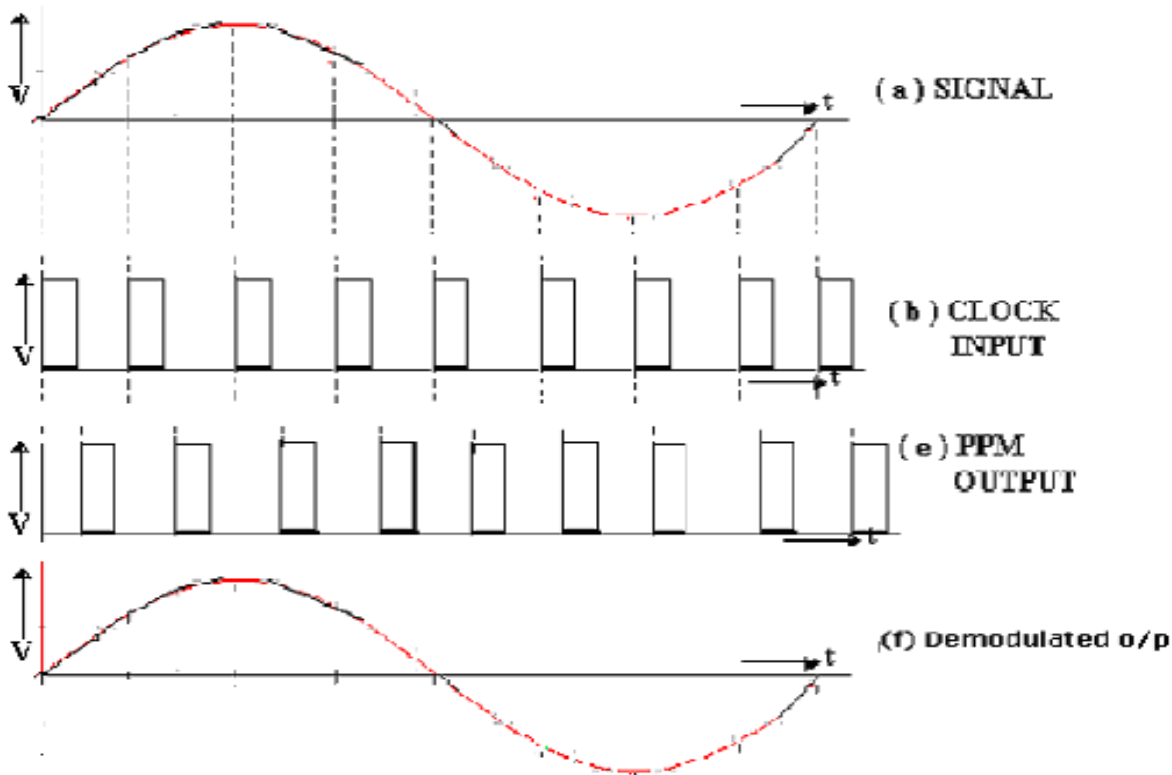 V
t
(a) SIGNAL
V
(b) CLOCK
INPUT
t
V
(e) PPM
OUTPUT
t
V
t
(f) Demodulated o/p